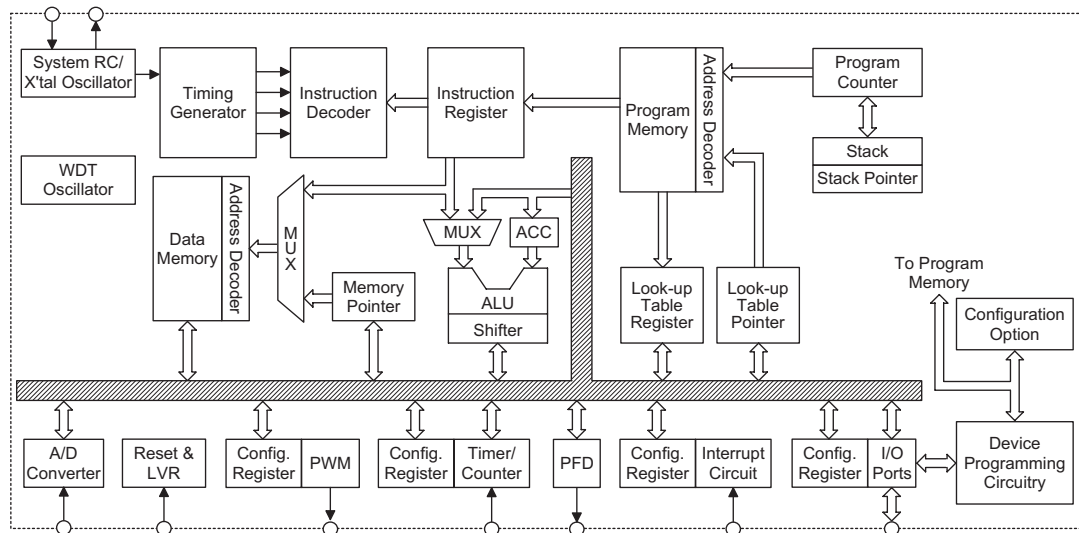 System RC/
X'tal Oscillator
Timing
Generator
Instruction
Decoder
Instruction
Register
Program
Memory
Address Decoder
Program
Counter
Stack
Stack Pointer
WDT
Oscillator
Data
Memory
Address Decoder
MUX
MUX
ACC
Memory
Pointer
ALU
Shifter
Look-up
Table
Register
Look-up
Table
Pointer
To Program
Memory
Configuration
Option
A/D
Converter
Reset &
LVR
Config.
Register
PWM
Config.
Register
Timer/
Counter
PFD
Config.
Register
Interrupt
Circuit
Config.
Register
I/O
Ports
Device
Programming
Circuitry